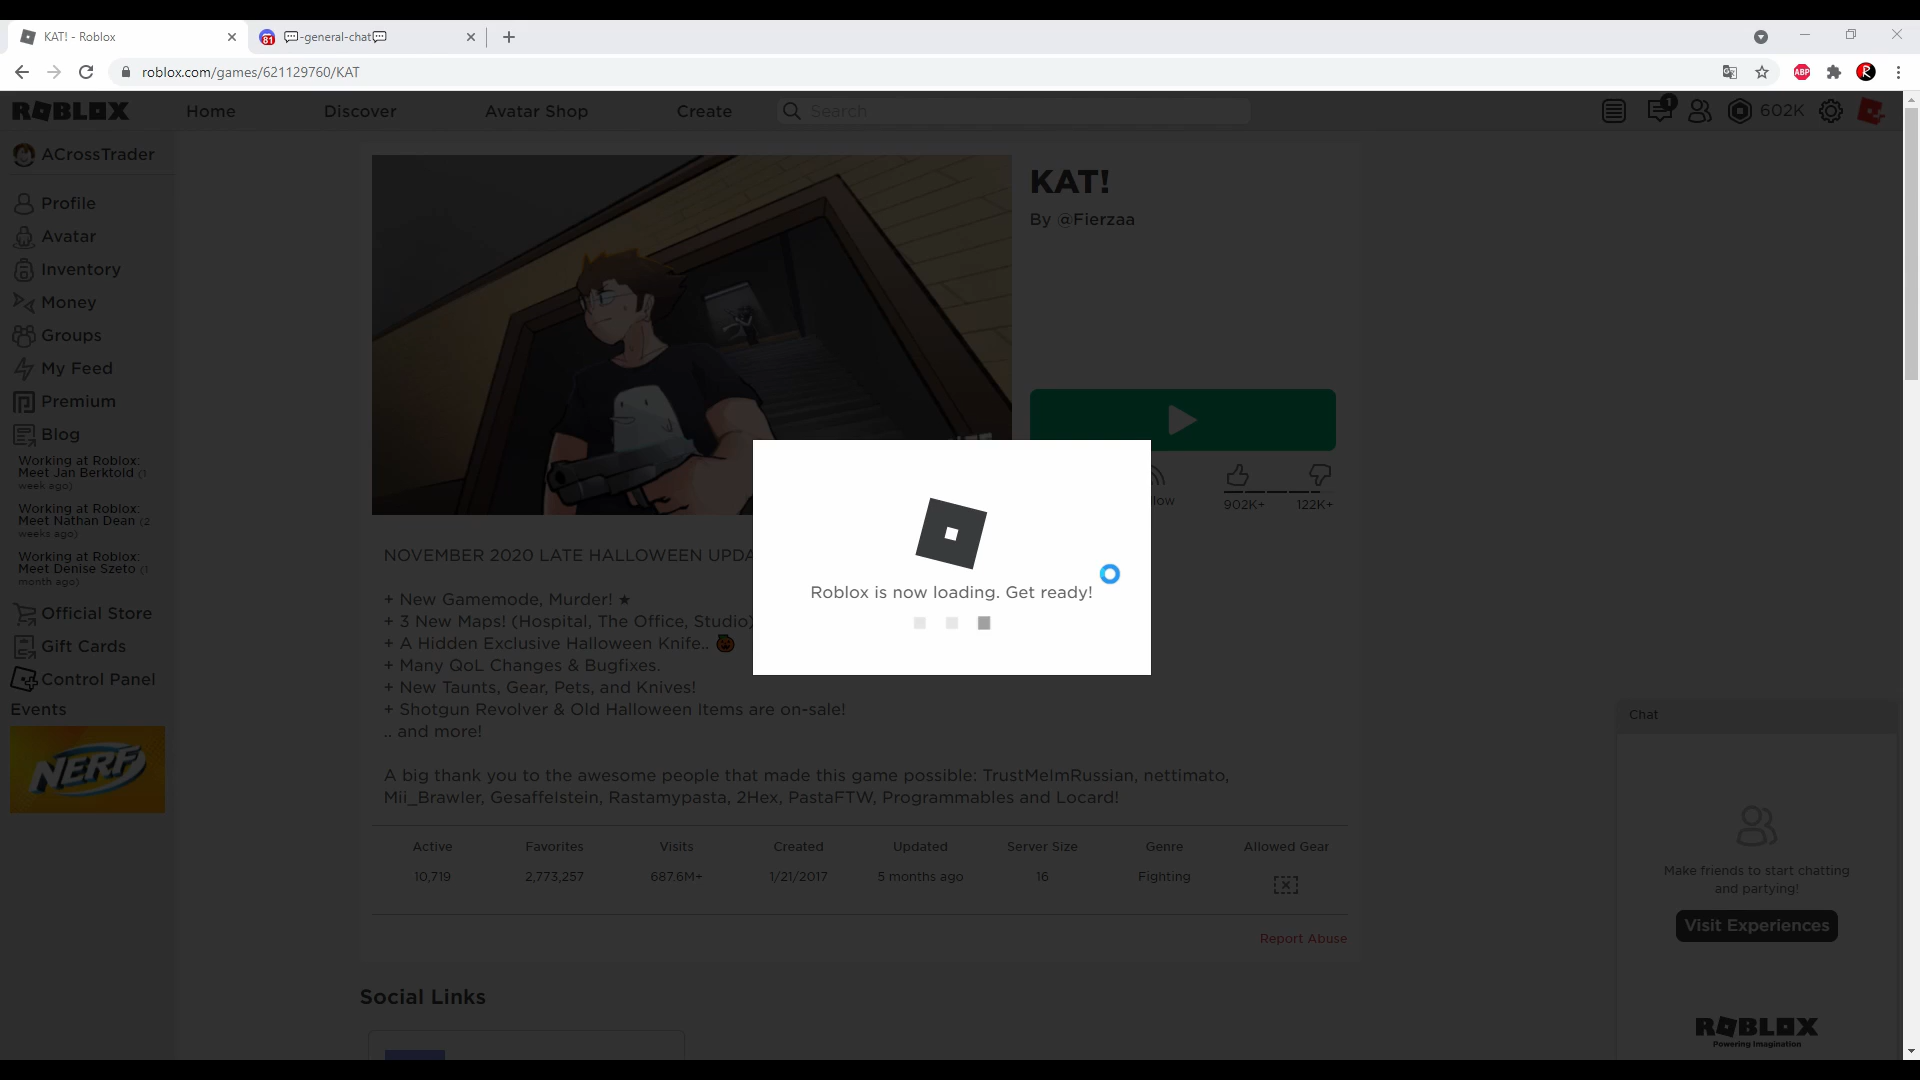 KAT! - Roblox
81
💬-general-chat💬
roblox.com/games/621129760/KAT
ABP
R
ROBLOX
Home
Discover
Avatar Shop
Create
Search
1
602K
ACrossTrader
Profile
Avatar
Inventory
Money
Groups
My Feed
Premium
Blog
Working at Roblox:
Meet Jan Berktold (1
week ago)
Working at Roblox:
Meet Nathan Dean (2
weeks ago)
Working at Roblox:
Meet Denise Szeto (1
month ago)
Official Store
Gift Cards
Control Panel
Events
NERF
KAT!
By @Fierzaa
llow
902K+
122K+
Roblox is now loading. Get ready!
NOVEMBER 2020 LATE HALLOWEEN UPDA
+ New Gamemode, Murder! ★
+ 3 New Maps! (Hospital, The Office, Studio)
+ A Hidden Exclusive Halloween Knife.. 🎃
+ Many QoL Changes & Bugfixes.
+ New Taunts, Gear, Pets, and Knives!
+ Shotgun Revolver & Old Halloween Items are on-sale!
.. and more!
A big thank you to the awesome people that made this game possible: TrustMeImRussian, nettimato,
Mii_Brawler, Gesaffelstein, Rastamypasta, 2Hex, PastaFTW, Programmables and Locard!
Active Favorites Visits Created Updated Server Size Genre Allowed Gear
10,719 2,773,257 687.6M+ 1/21/2017 5 months ago 16 Fighting
Report Abuse
Social Links
Chat
Make friends to start chatting
and partying!
Visit Experiences
ROBLOX
Powering Imagination